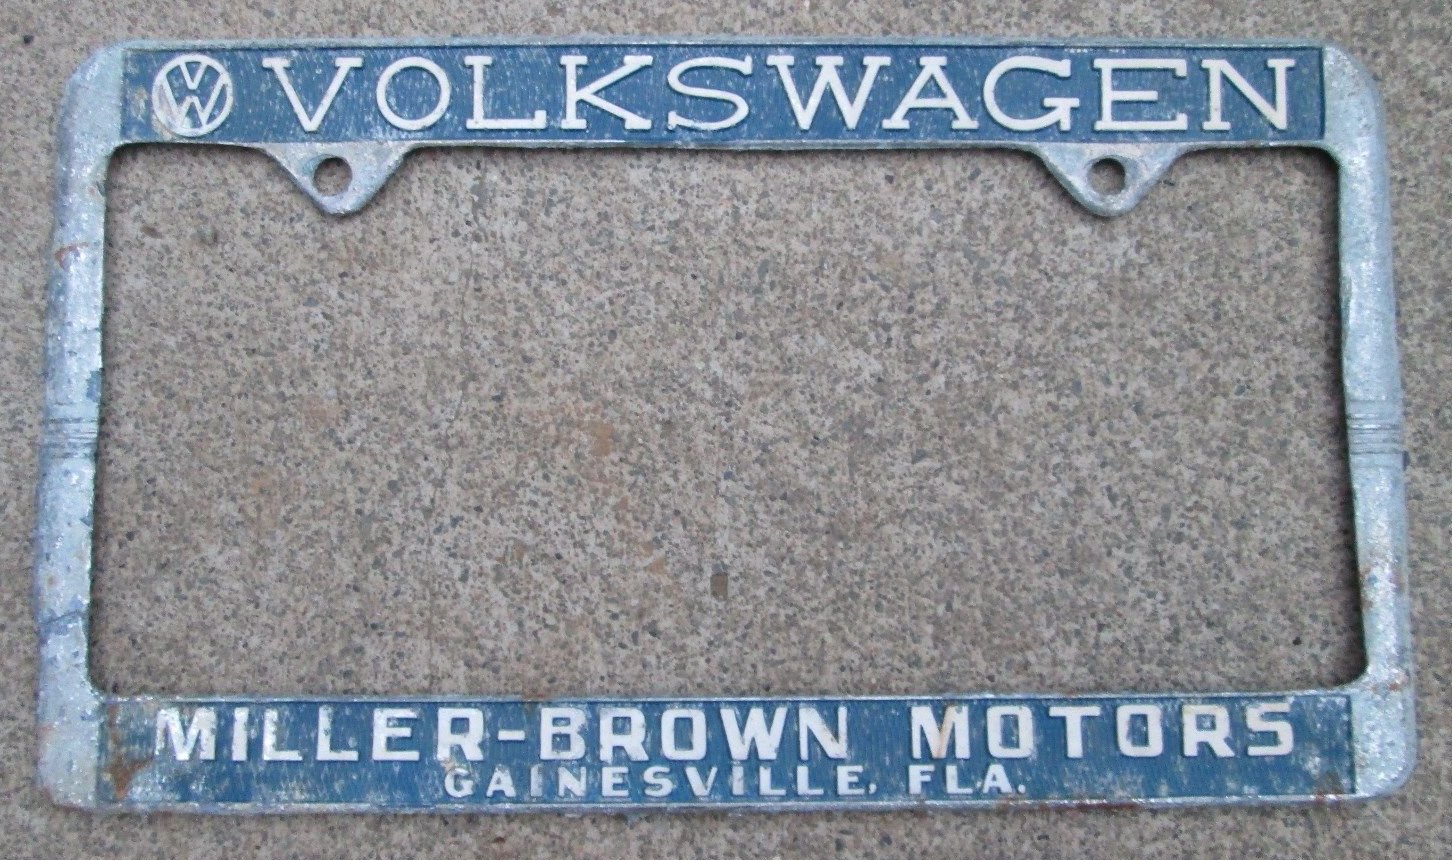 VW VOLKSWAGEN
MILLER-BROWN MOTORS
GAINESVILLE, FLA.